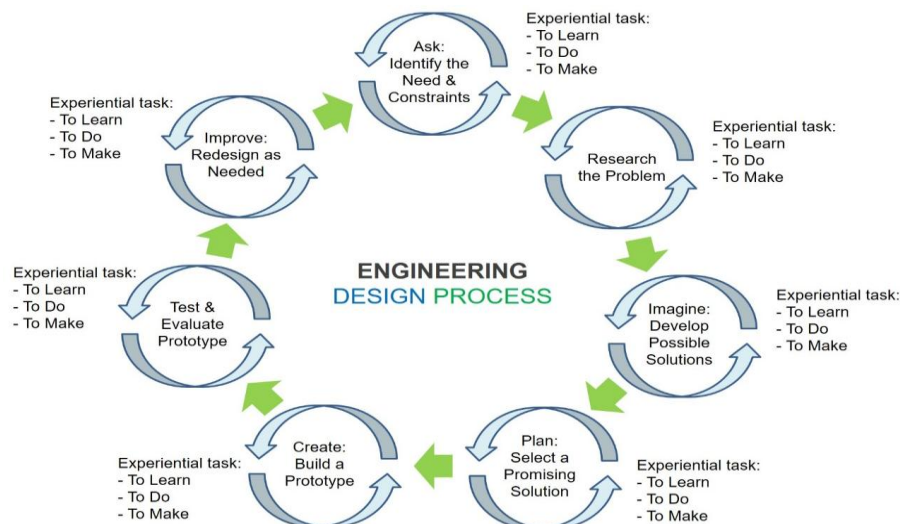 Ask:
Identify the
Need &
Constraints
Experiential task:
- To Learn
- To Do
- To Make
Research
the Problem
Experiential task:
- To Learn
- To Do
- To Make
Imagine:
Develop
Possible
Solutions
Experiential task:
- To Learn
- To Do
- To Make
Plan:
Select a
Promising
Solution
Experiential task:
- To Learn
- To Do
- To Make
Create:
Build a
Prototype
Experiential task:
- To Learn
- To Do
- To Make
Test &
Evaluate
Prototype
Experiential task:
- To Learn
- To Do
- To Make
Improve:
Redesign as
Needed
Experiential task:
- To Learn
- To Do
- To Make
ENGINEERING
DESIGN PROCESS